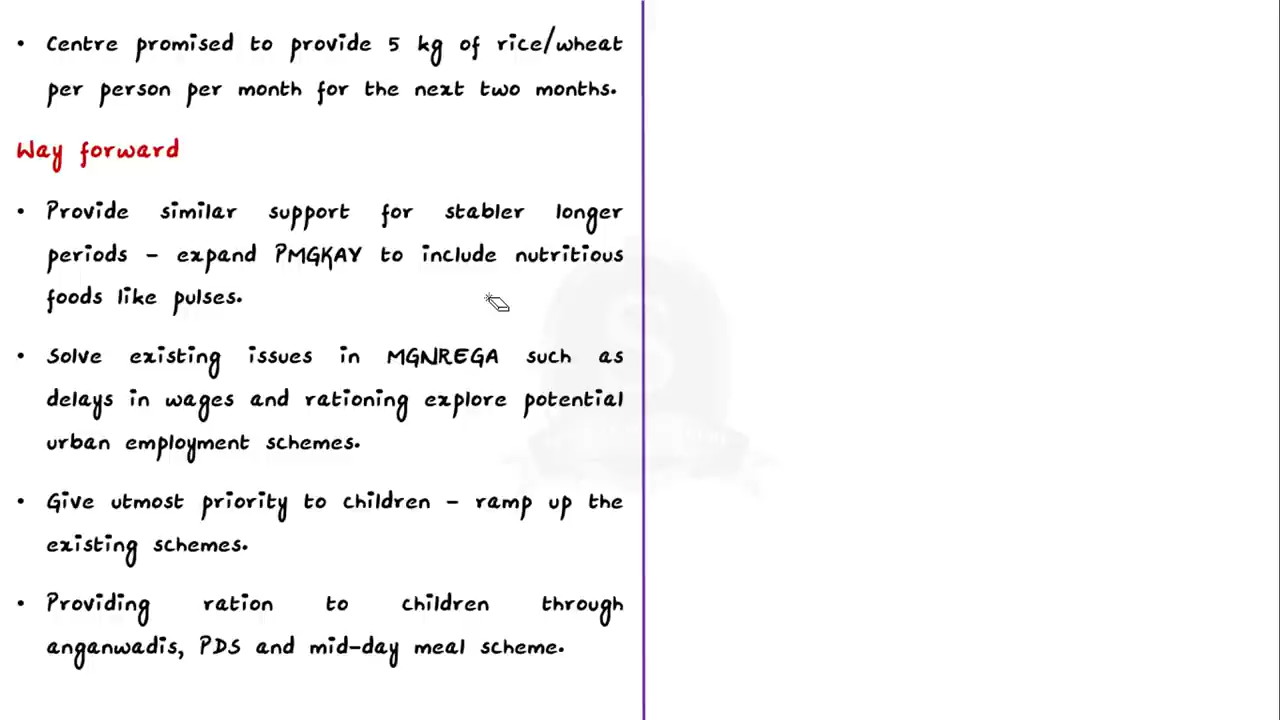 • Centre promised to provide 5 kg of rice/wheat
per person per month for the next two months.
Way forward
• Provide similar support for stabler longer
periods – expand PMGKAY to include nutritious
foods like pulses.
• Solve existing issues in MGNREGA such as
delays in wages and rationing explore potential
urban employment schemes.
• Give utmost priority to children – ramp up the
existing schemes.
• Providing ration to children through
anganwadis, PDS and mid-day meal scheme.